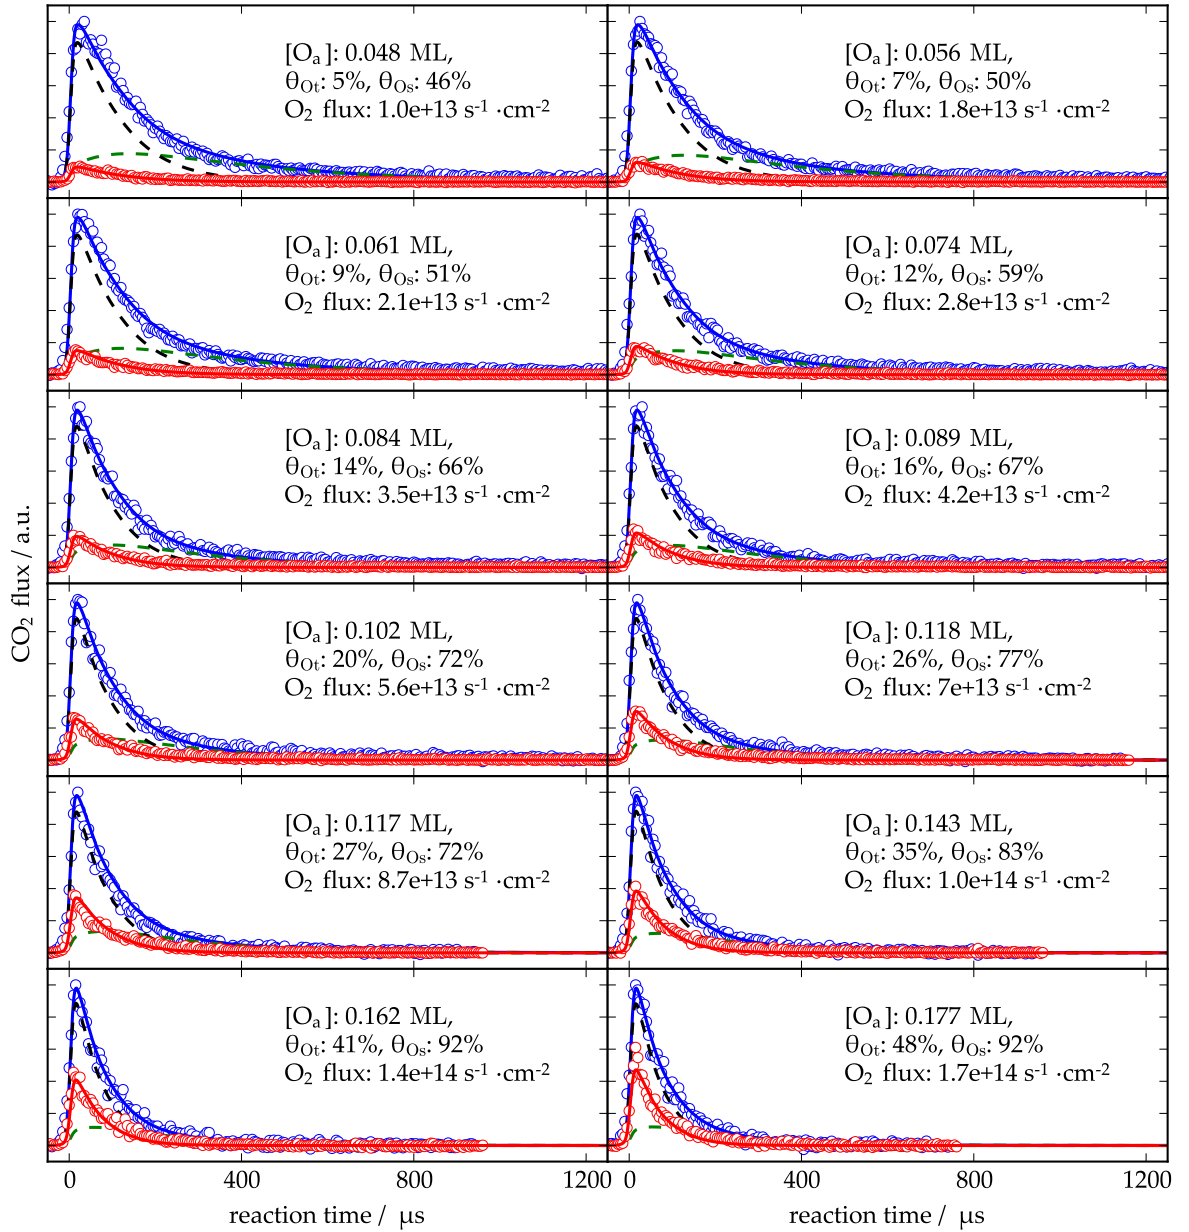 [Oₐ]: 0.048 ML,
θOt: 5%, θOs: 46%
O₂ flux: 1.0e+13 s⁻¹ ·cm⁻²
[Oₐ]: 0.056 ML,
θOt: 7%, θOs: 50%
O₂ flux: 1.8e+13 s⁻¹ ·cm⁻²
[Oₐ]: 0.061 ML,
θOt: 9%, θOs: 51%
O₂ flux: 2.1e+13 s⁻¹ ·cm⁻²
[Oₐ]: 0.074 ML,
θOt: 12%, θOs: 59%
O₂ flux: 2.8e+13 s⁻¹ ·cm⁻²
[Oₐ]: 0.084 ML,
θOt: 14%, θOs: 66%
O₂ flux: 3.5e+13 s⁻¹ ·cm⁻²
[Oₐ]: 0.089 ML,
θOt: 16%, θOs: 67%
O₂ flux: 4.2e+13 s⁻¹ ·cm⁻²
CO₂ flux / a.u.
[Oₐ]: 0.102 ML,
θOt: 20%, θOs: 72%
O₂ flux: 5.6e+13 s⁻¹ ·cm⁻²
[Oₐ]: 0.118 ML,
θOt: 26%, θOs: 77%
O₂ flux: 7e+13 s⁻¹ ·cm⁻²
[Oₐ]: 0.117 ML,
θOt: 27%, θOs: 72%
O₂ flux: 8.7e+13 s⁻¹ ·cm⁻²
[Oₐ]: 0.143 ML,
θOt: 35%, θOs: 83%
O₂ flux: 1.0e+14 s⁻¹ ·cm⁻²
[Oₐ]: 0.162 ML,
θOt: 41%, θOs: 92%
O₂ flux: 1.4e+14 s⁻¹ ·cm⁻²
[Oₐ]: 0.177 ML,
θOt: 48%, θOs: 92%
O₂ flux: 1.7e+14 s⁻¹ ·cm⁻²
0 400 800 1200 0 400 800 1200
reaction time / μs reaction time / μs